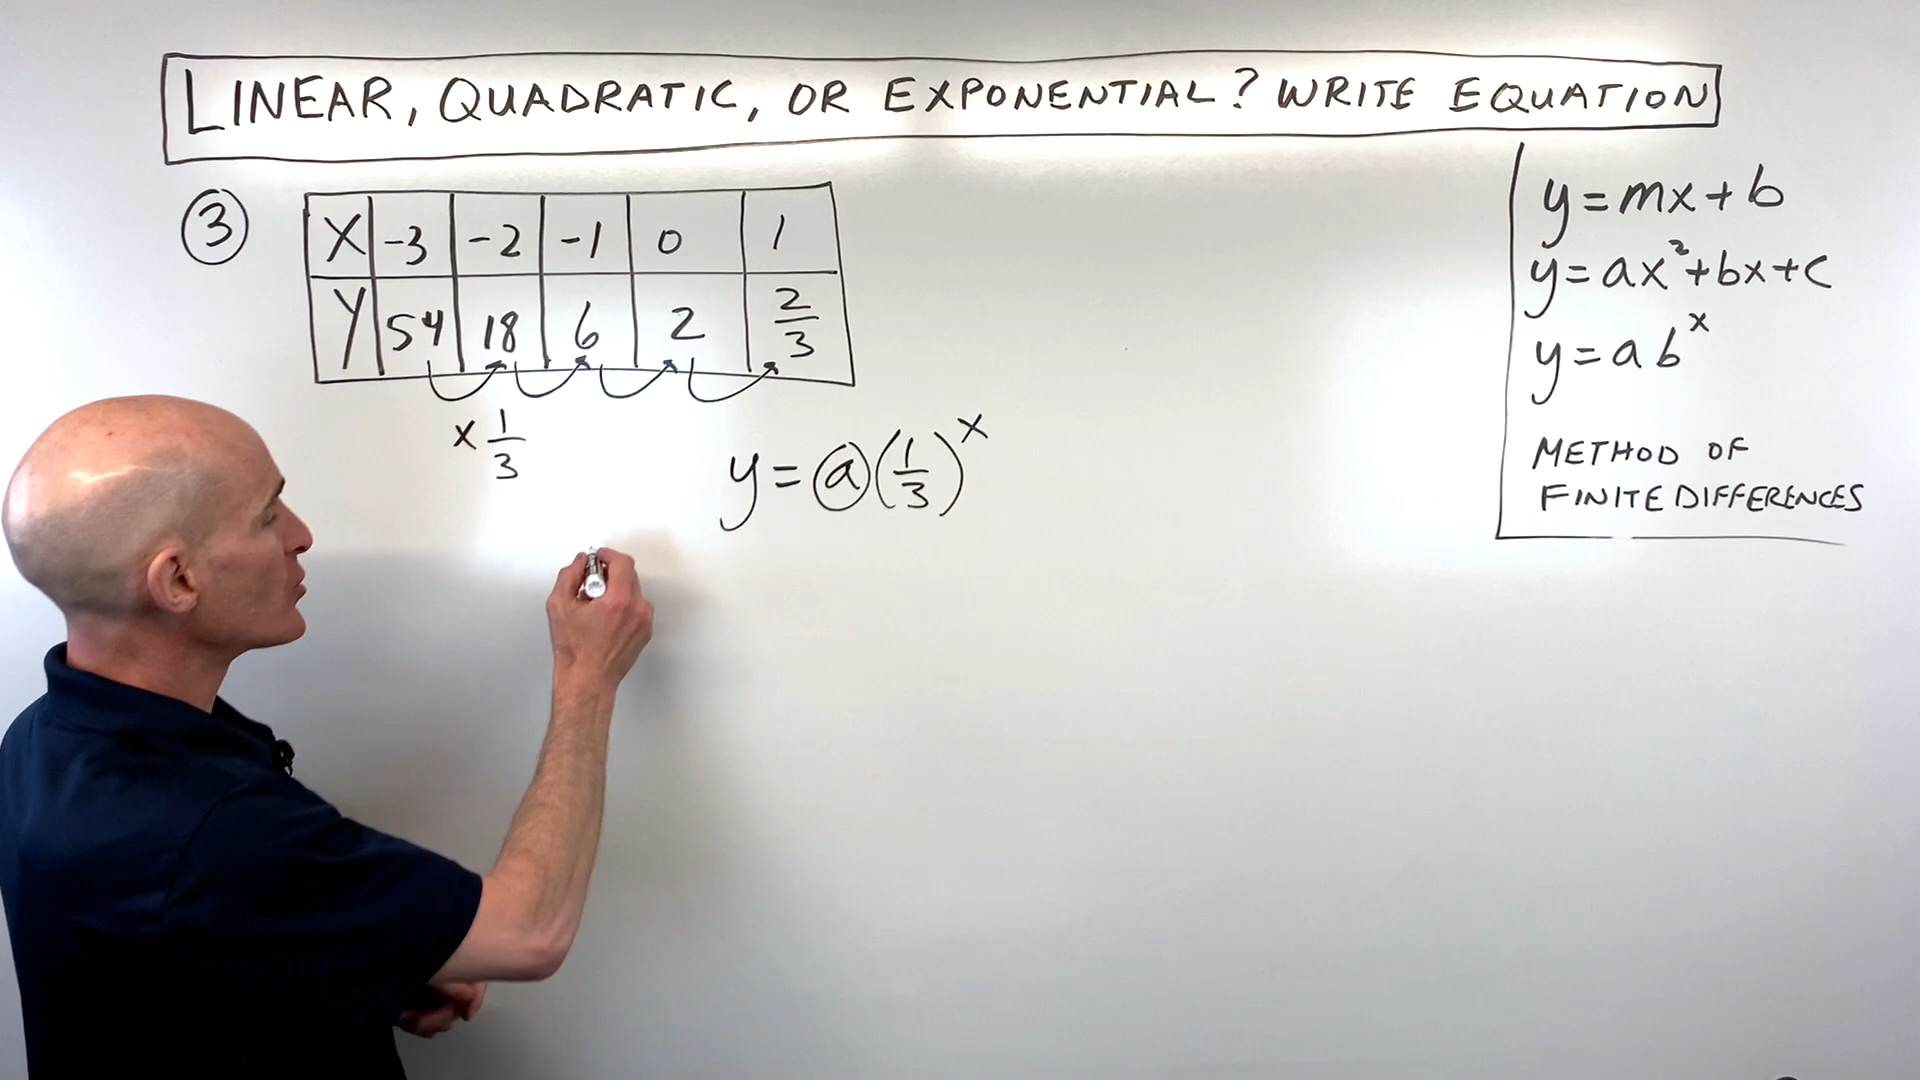 LINEAR, QUADRATIC, OR EXPONENTIAL? WRITE EQUATION
3
X -3 -2 -1 0 1
Y 54 18 6 2 2/3
x 1/3
y = a(1/3)^x
y = mx + b
y = ax²+bx+c
y = ab^x
METHOD OF
FINITE DIFFERENCES